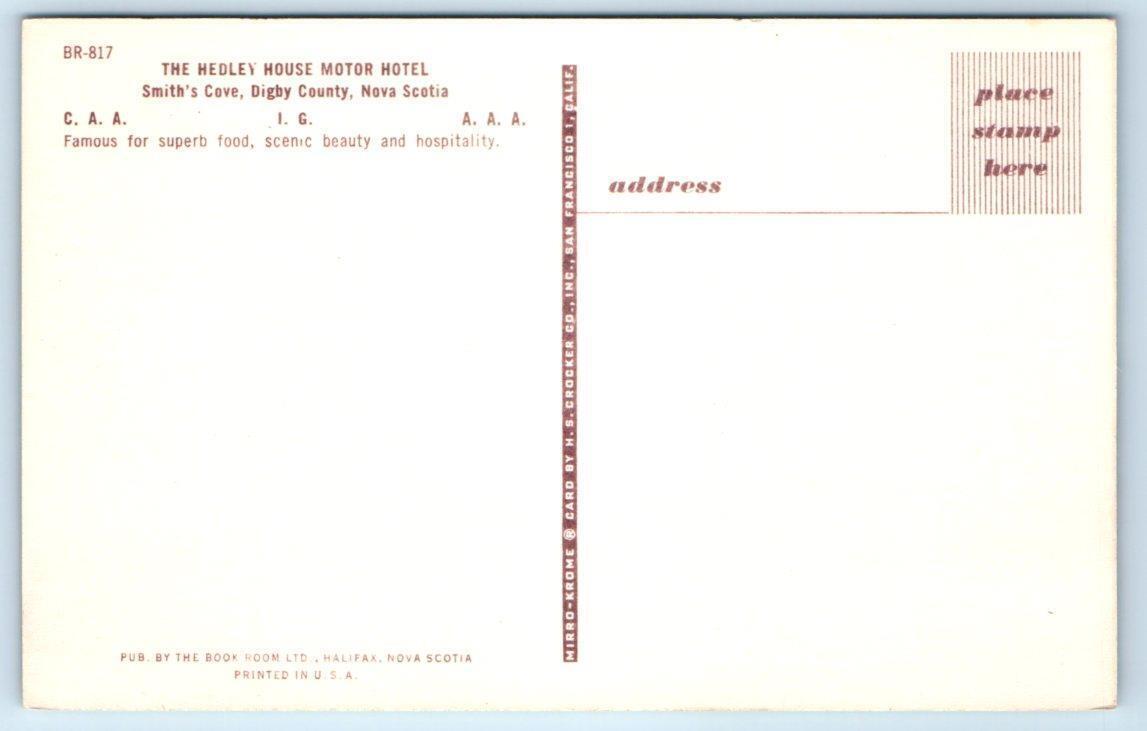 BR-817
THE HEDLEY HOUSE MOTOR HOTEL
Smith's Cove, Digby County, Nova Scotia
C. A. A. I. G. A. A. A.
Famous for superb food, scenic beauty and hospitality.
PUB. BY THE BOOK ROOM LTD., HALIFAX, NOVA SCOTIA
PRINTED IN U.S.A.
MIRRO-KROME ® CARD BY H.S. CROCKER CO., INC., SAN FRANCISCO 1, CALIF.
address
place
stamp
here